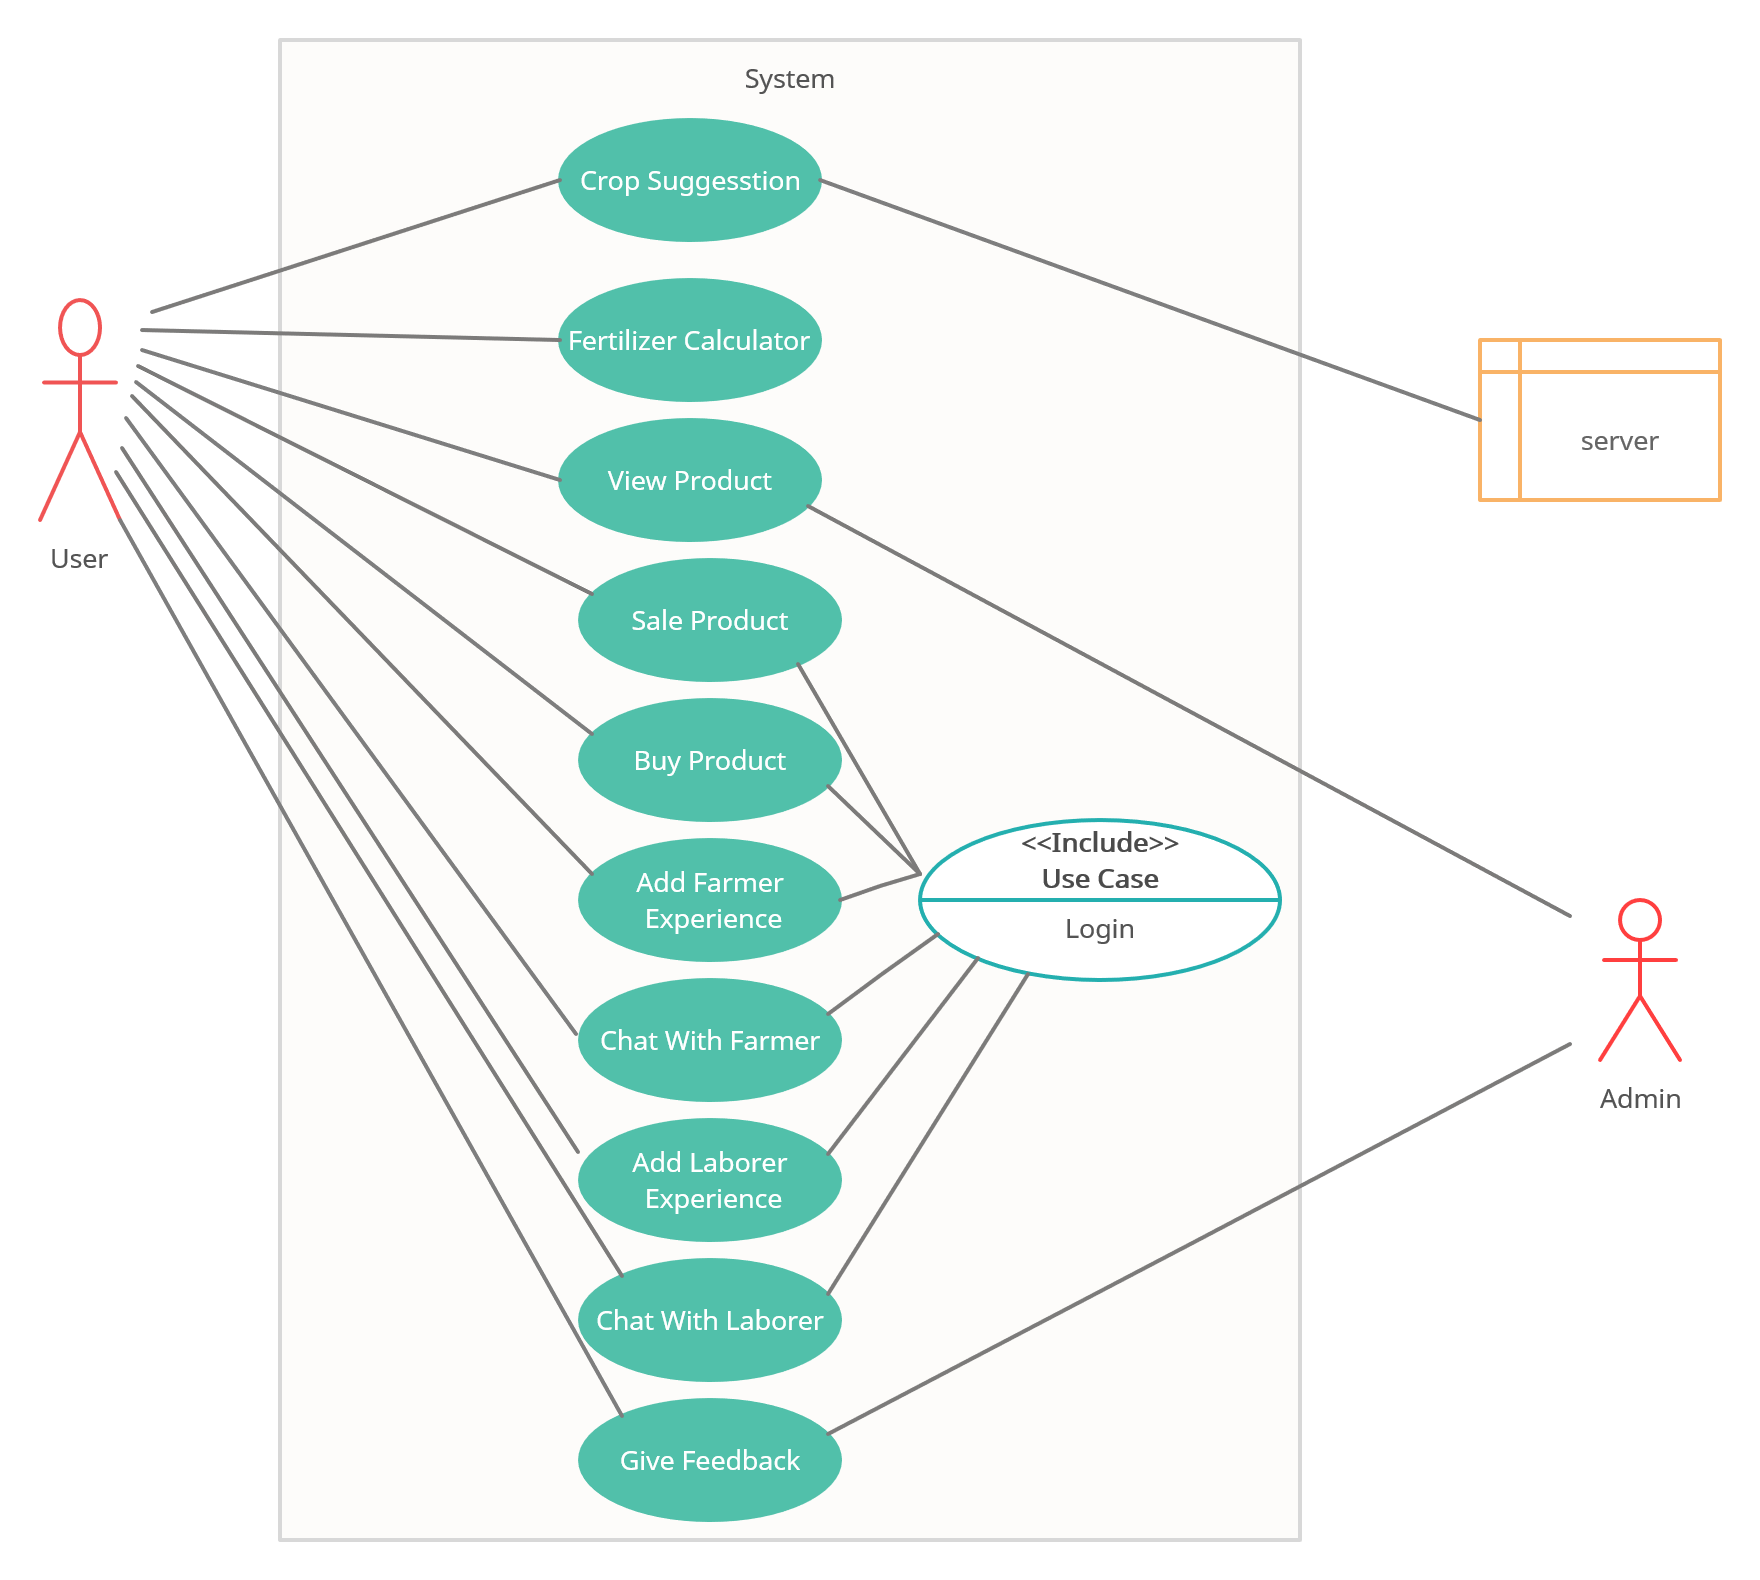 System
Crop Suggesstion
Fertilizer Calculator
View Product
server
User
Sale Product
Buy Product
<<Include>>
Use Case
Login
Add Farmer
Experience
Chat With Farmer
Admin
Add Laborer
Experience
Chat With Laborer
Give Feedback